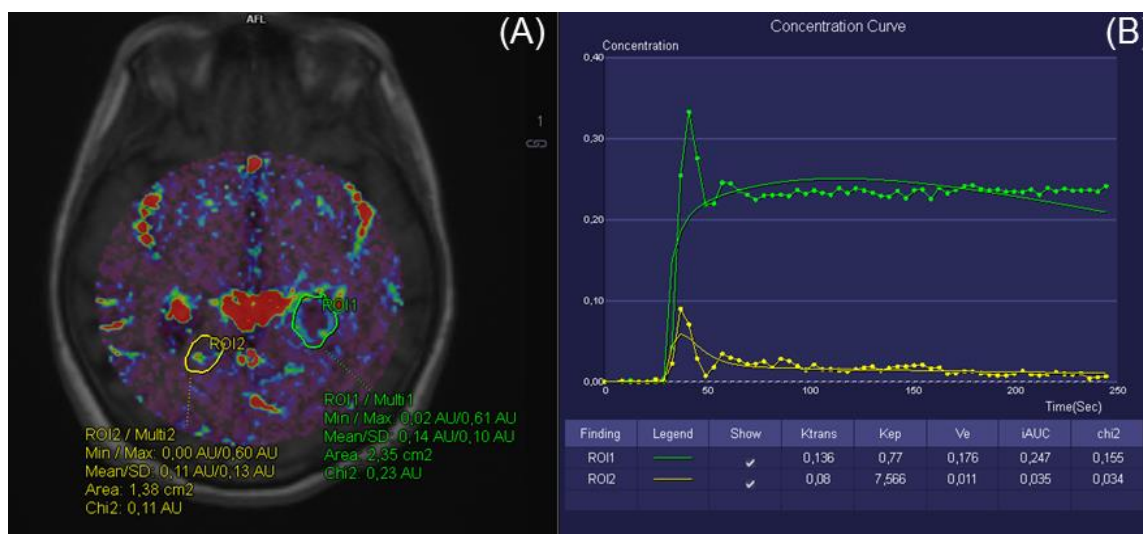 AFL
(A)
1
ROI1
ROI2
ROI1 / Multi1
Min / Max: 0,02 AU/0,61 AU
Mean/SD: 0,14 AU/0,10 AU
Area: 2,35 cm2
Chi2: 0,23 AU
ROI2 / Multi2
Min / Max: 0,00 AU/0,60 AU
Mean/SD: 0,11 AU/0,13 AU
Area: 1,38 cm2
Chi2: 0,11 AU
Concentration Curve
(B)
Concentration
0,40
0,30
0,20
0,10
0,00
0 50 100 150 200 250
Time(Sec)
Finding Legend Show Ktrans Kep Ve iAUC chi2
ROI1 0,136 0,77 0,176 0,247 0,155
ROI2 0,08 7,566 0,011 0,035 0,034